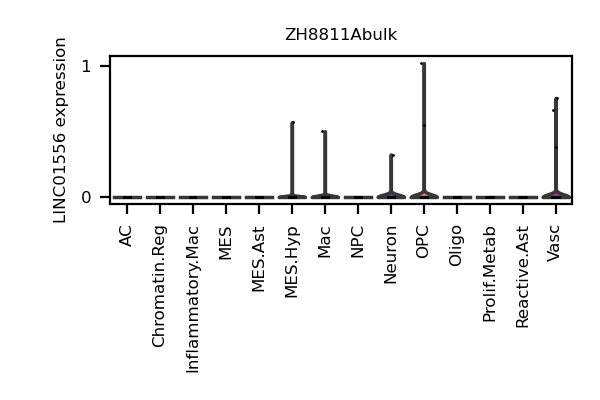 ZH8811Abulk
LINC01556 expression
1
0
AC
Chromatin.Reg
Inflammatory.Mac
MES
MES.Ast
MES.Hyp
Mac
NPC
Neuron
OPC
Oligo
Prolif.Metab
Reactive.Ast
Vasc